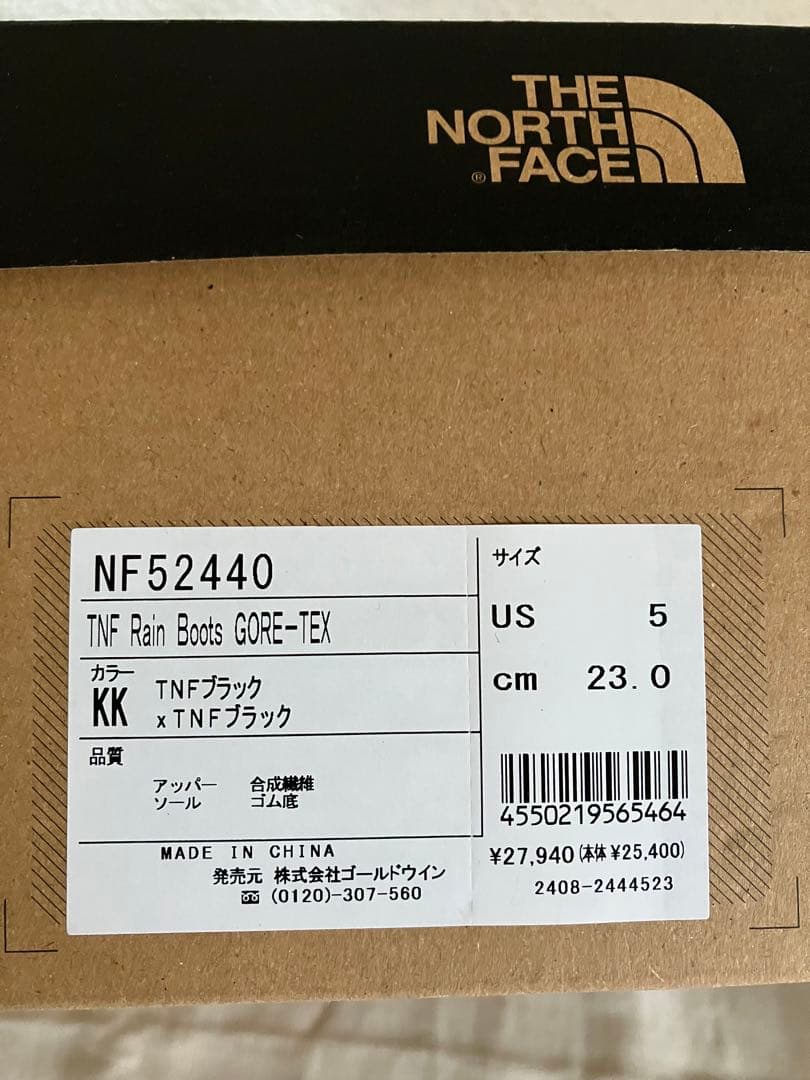 THE
NORTH
FACE®
NF52440
TNF Rain Boots GORE-TEX
カラー
KK TNFブラック
xTNFブラック
品質
アッパー 合成繊維
ソール ゴム底
MADE IN CHINA
発売元 株式会社ゴールドウイン
(0120)-307-560
サイズ
US 5
cm 23.0
4550219565464
¥27,940(本体¥25,400)
2408-2444523